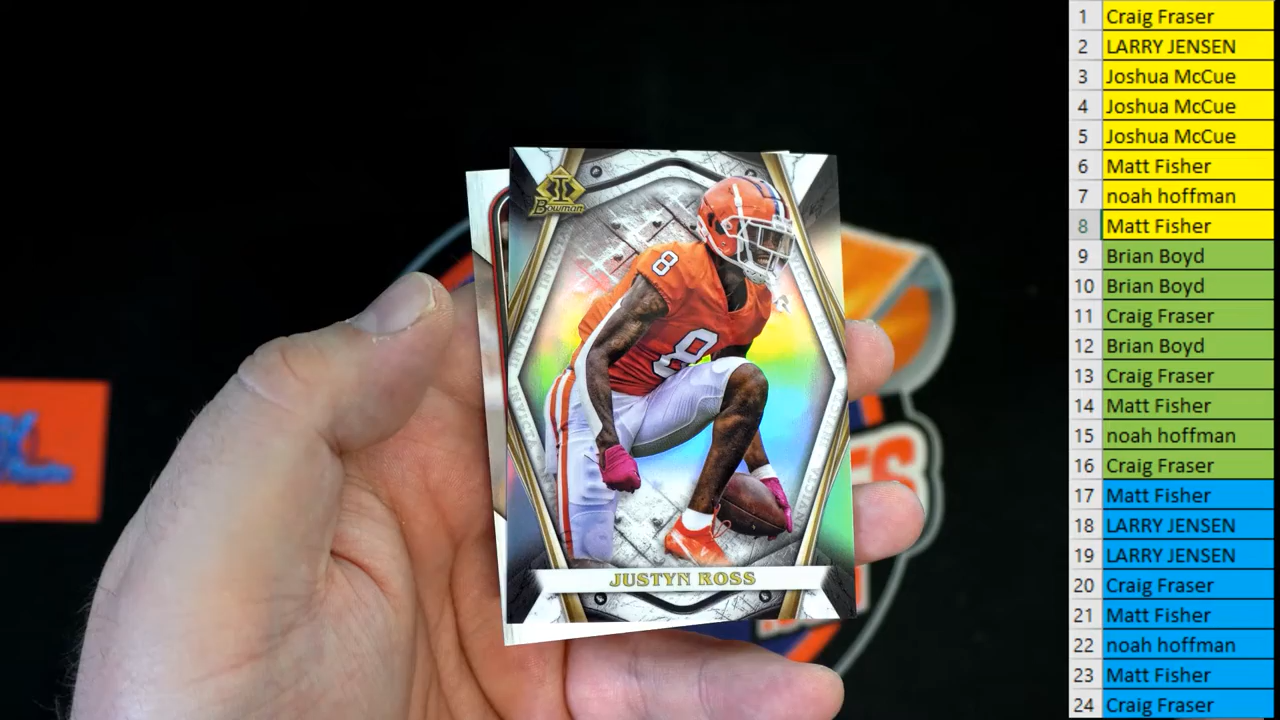 Bowman
INVICTA
8
8
JUSTYN ROSS
1 Craig Fraser
2 LARRY JENSEN
3 Joshua McCue
4 Joshua McCue
5 Joshua McCue
6 Matt Fisher
7 noah hoffman
8 Matt Fisher
9 Brian Boyd
10 Brian Boyd
11 Craig Fraser
12 Brian Boyd
13 Craig Fraser
14 Matt Fisher
15 noah hoffman
16 Craig Fraser
17 Matt Fisher
18 LARRY JENSEN
19 LARRY JENSEN
20 Craig Fraser
21 Matt Fisher
22 noah hoffman
23 Matt Fisher
24 Craig Fraser